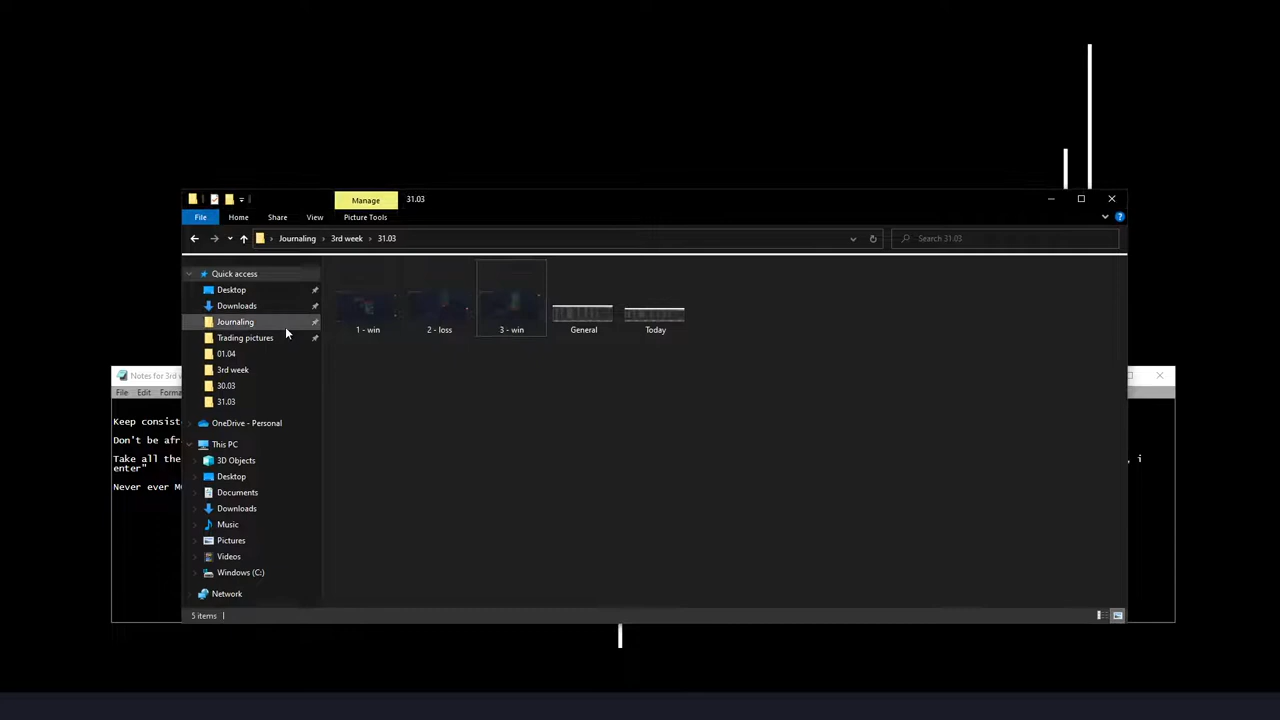 Manage
31.03
File
Home
Share
View
Picture Tools
Journaling
3rd week
31.03
Search 31.03
Quick access
Desktop
Downloads
Journaling
Trading pictures
01.04
3rd week
30.03
31.03
OneDrive - Personal
This PC
3D Objects
Desktop
Documents
Downloads
Music
Pictures
Videos
Windows (C:)
Network
1 - win
2 - loss
3 - win
General
Today
5 items
Notes for 3rd
File
Edit
Keep
Don't be
Take all the
, i
enter"
Never ever